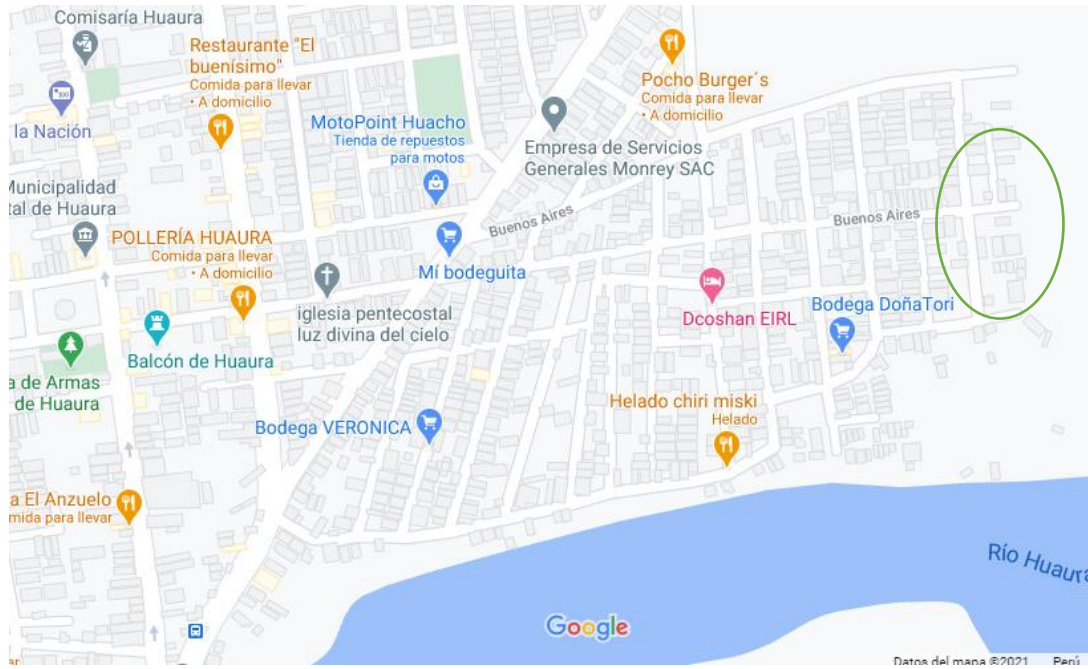 Comisaría Huaura
Restaurante "El
buenísimo"
Comida para llevar
• A domicilio
la Nación
Pocho Burger´s
Comida para llevar
• A domicilio
MotoPoint Huacho
Tienda de repuestos
para motos
Empresa de Servicios
Generales Monrey SAC
Municipalidad
tal de Huaura
POLLERÍA HUAURA
Comida para llevar
• A domicilio
Buenos Aires
Buenos Aires
Mí bodeguita
iglesia pentecostal
luz divina del cielo
Dcoshan EIRL
Bodega DoñaTori
Balcón de Huaura
a de Armas
de Huaura
Helado chiri miski
Helado
Bodega VERONICA
a El Anzuelo
mida para llevar
Río Huaura
Google
Datos del mapa ©2021
Perú